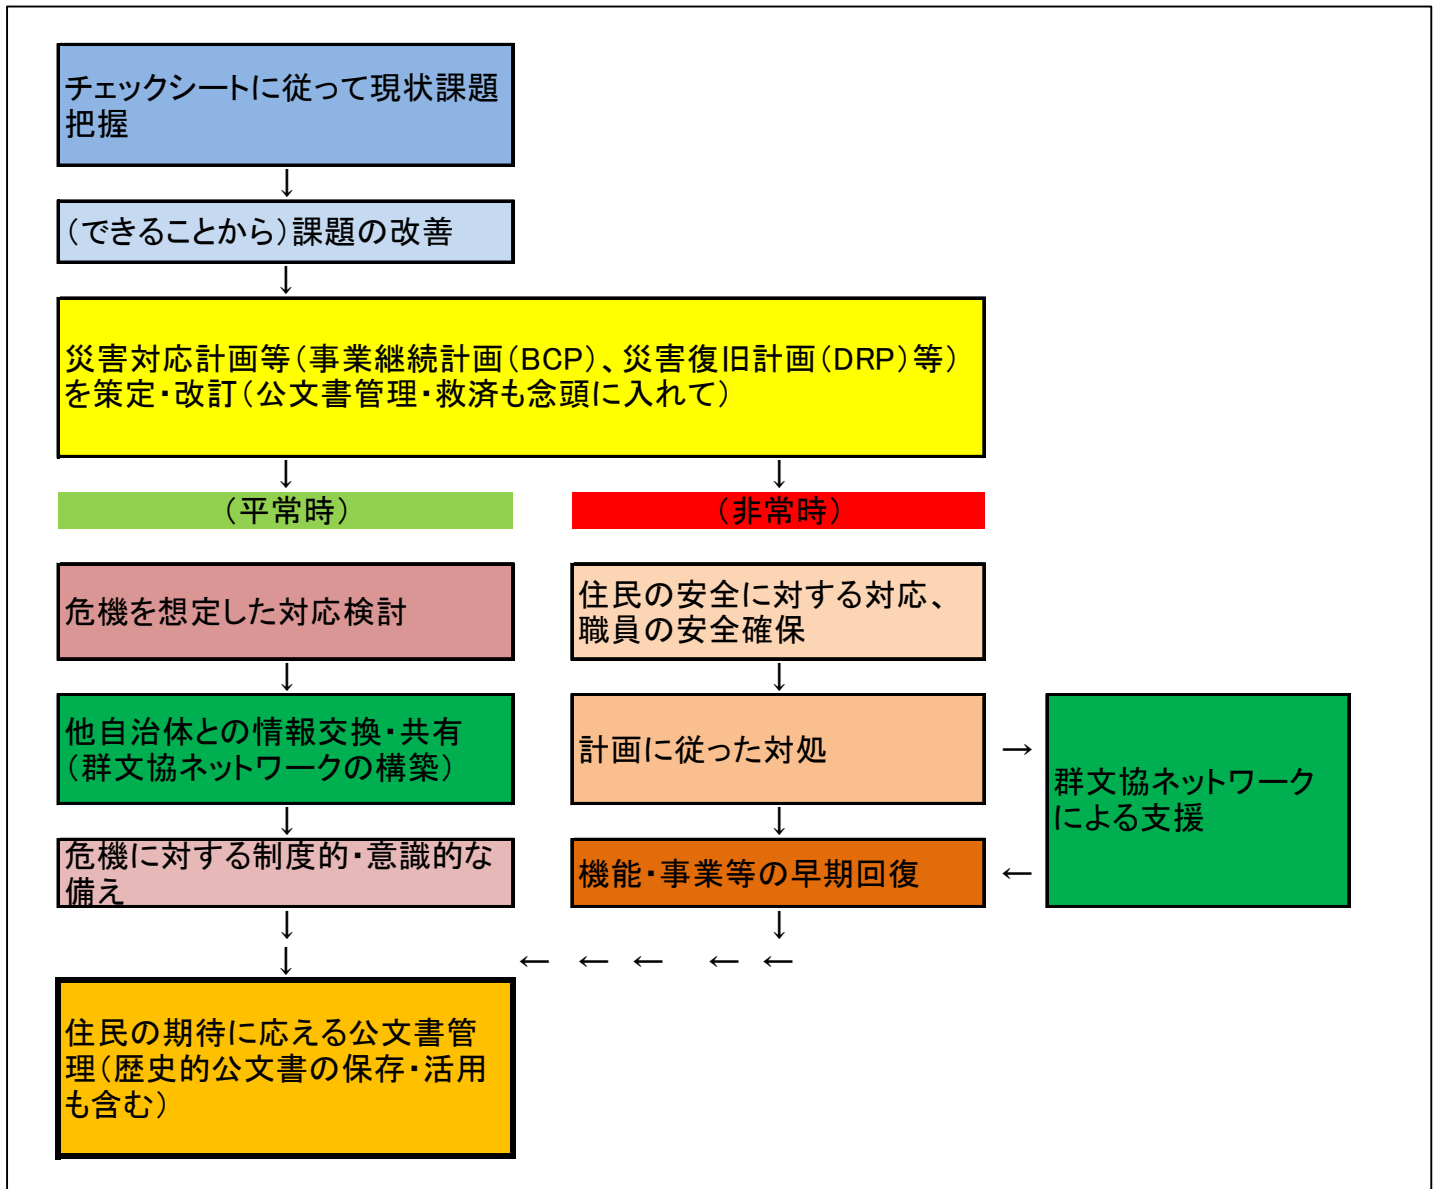 チェックシートに従って現状課題
把握
↓
（できることから）課題の改善
↓
災害対応計画等（事業継続計画（BCP）、災害復旧計画（DRP）等）
を策定・改訂（公文書管理・救済も念頭に入れて）
↓ ↓
（平常時）
（非常時）
危機を想定した対応検討
住民の安全に対する対応、
職員の安全確保
↓ ↓
他自治体との情報交換・共有
（群文協ネットワークの構築）
計画に従った対処
→
群文協ネットワーク
による支援
↓ ↓
危機に対する制度的・意識的な
備え
機能・事業等の早期回復
←
↓ ↓
↓ ← ← ← ← ←
住民の期待に応える公文書管
理（歴史的公文書の保存・活用
も含む）